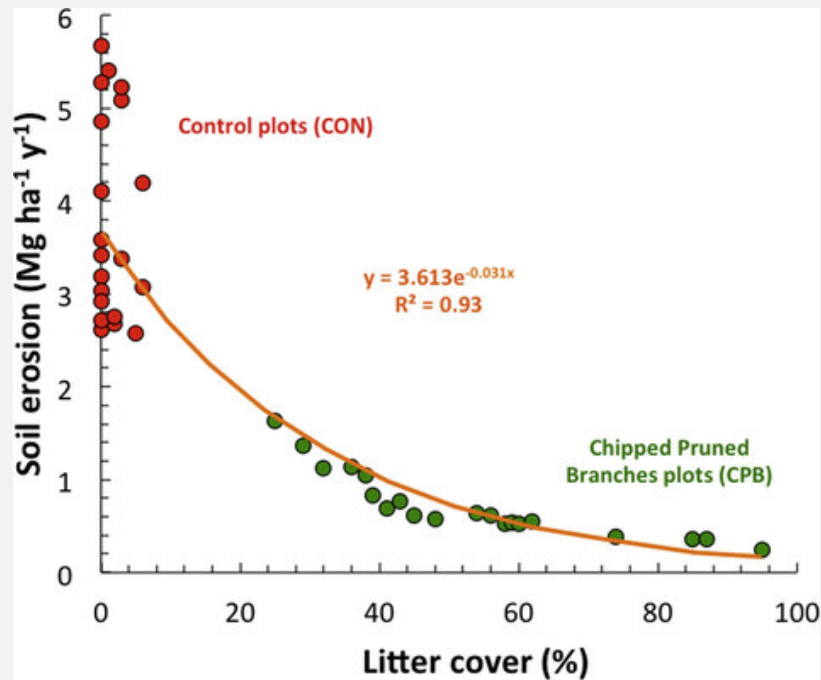 6
5
4
3
2
1
0
Soil erosion (Mg ha⁻¹ y⁻¹)
Control plots (CON)
y = 3.613e⁻⁰·⁰³¹ˣ
R² = 0.93
Chipped Pruned
Branches plots (CPB)
0 20 40 60 80 100
Litter cover (%)